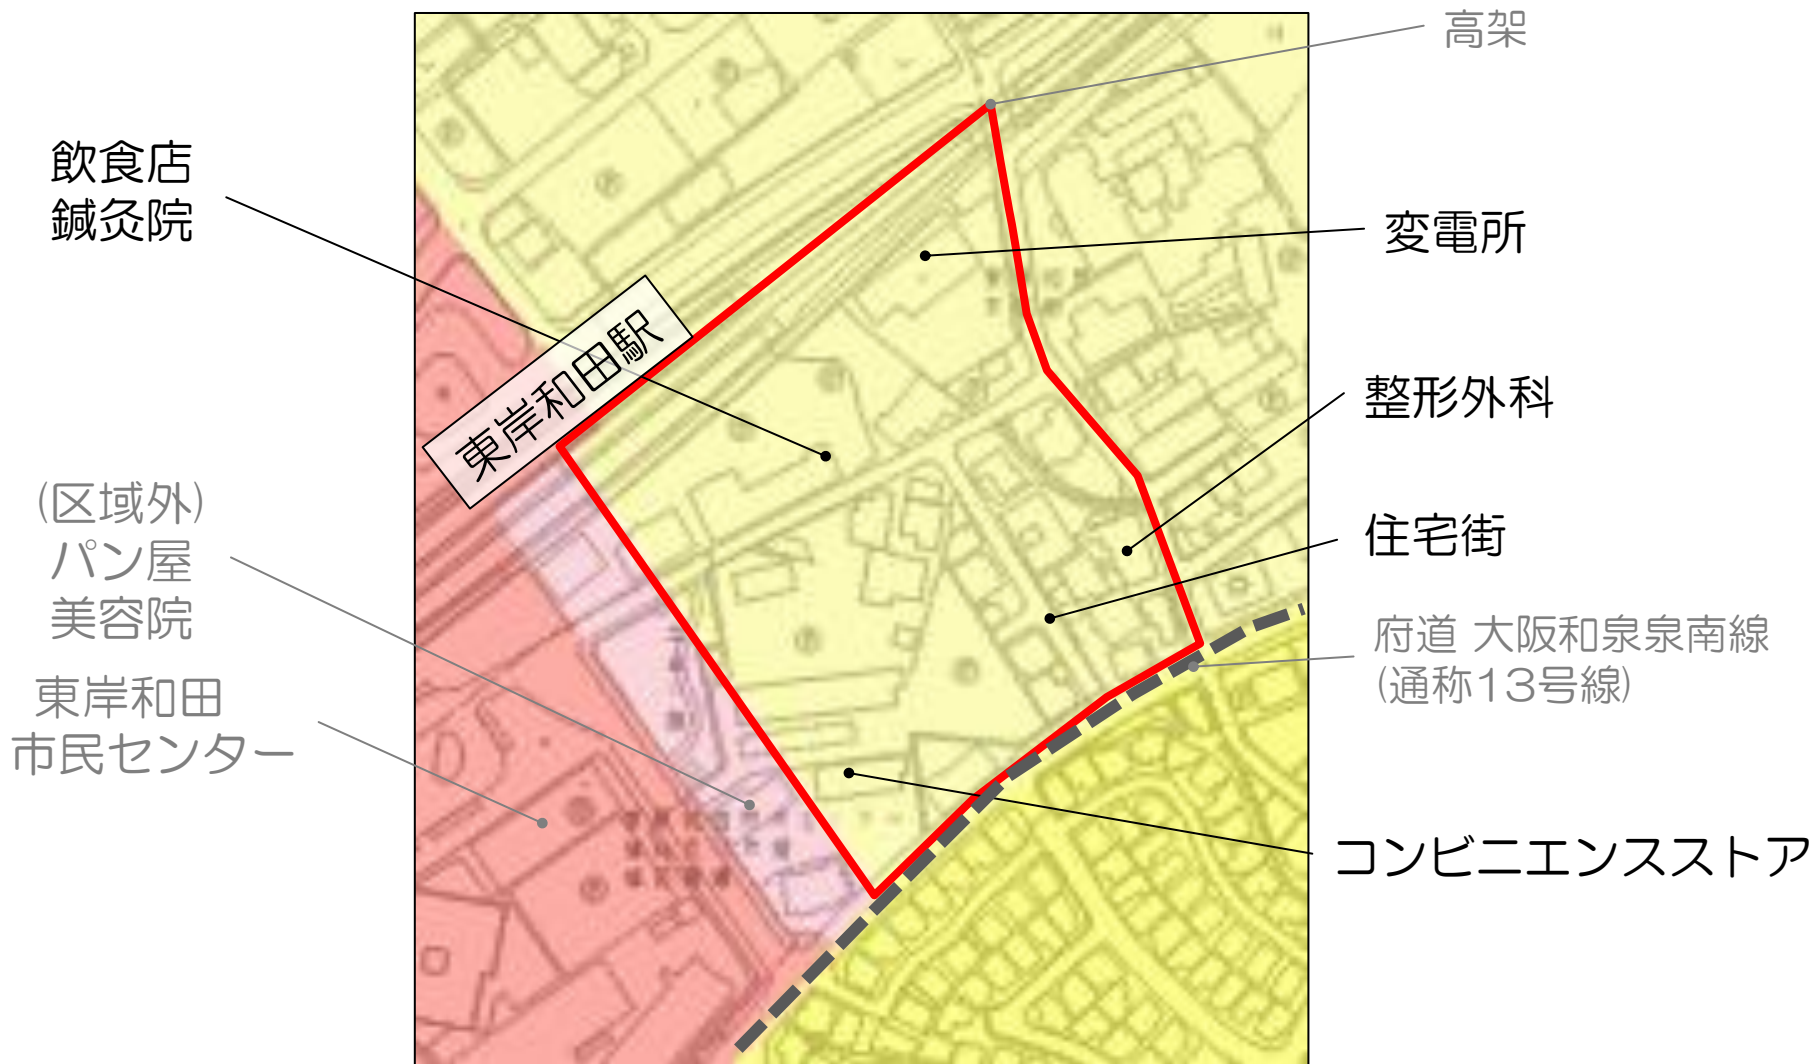 高架
飲食店
鍼灸院
変電所
東岸和田駅
整形外科
(区域外)
パン屋
美容院
住宅街
府道 大阪和泉泉南線
(通称13号線)
東岸和田
市民センター
コンビニエンスストア